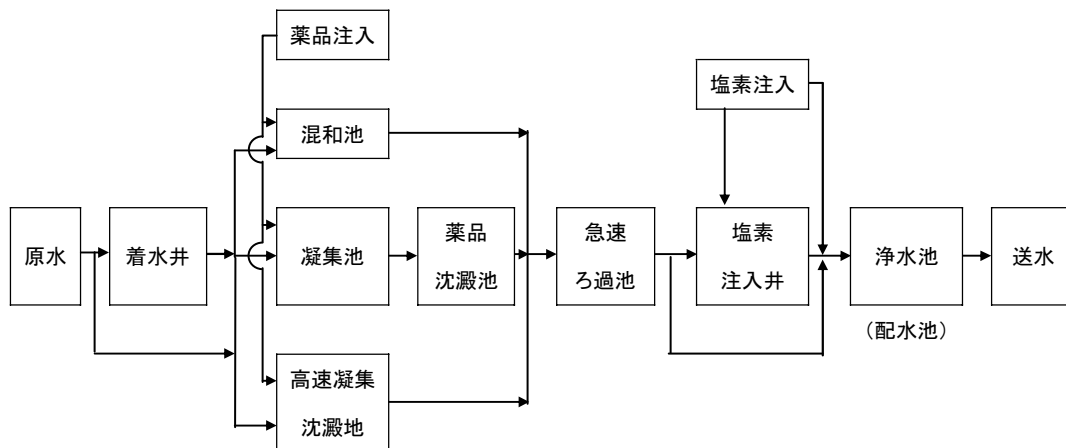 薬品注入
塩素注入
混和池
原水
着水井
凝集池
薬品
沈澱池
急速
ろ過池
塩素
注入井
浄水池
送水
（配水池）
高速凝集
沈澱地